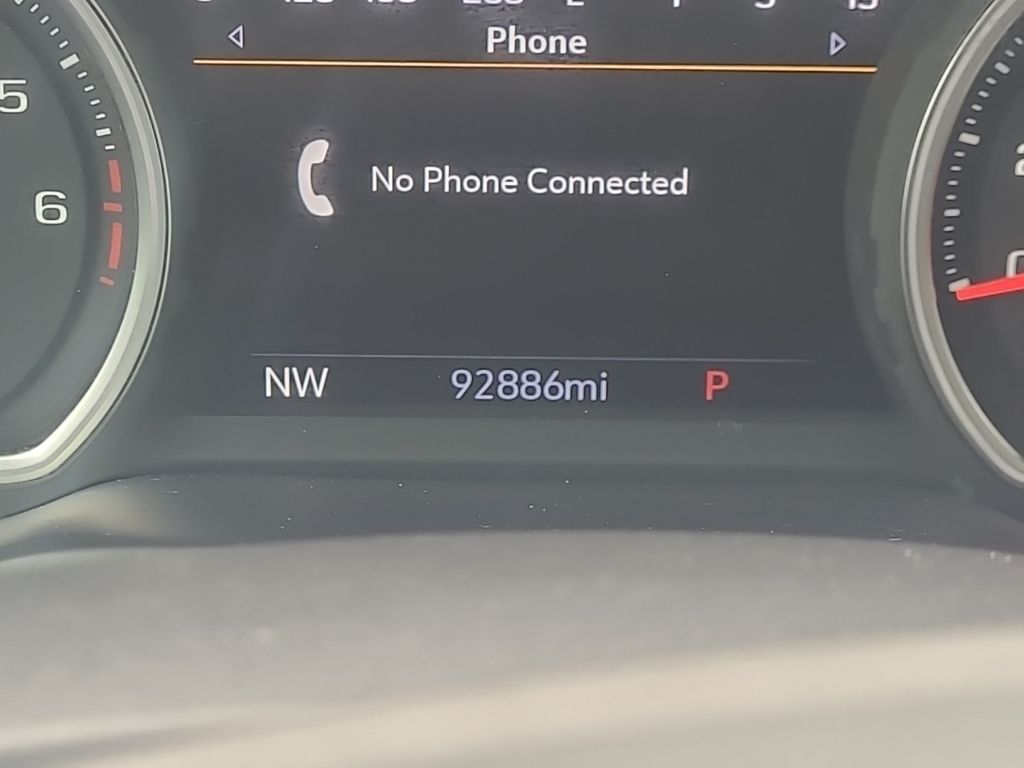 Phone
No Phone Connected
5
6
NW 92886mi P